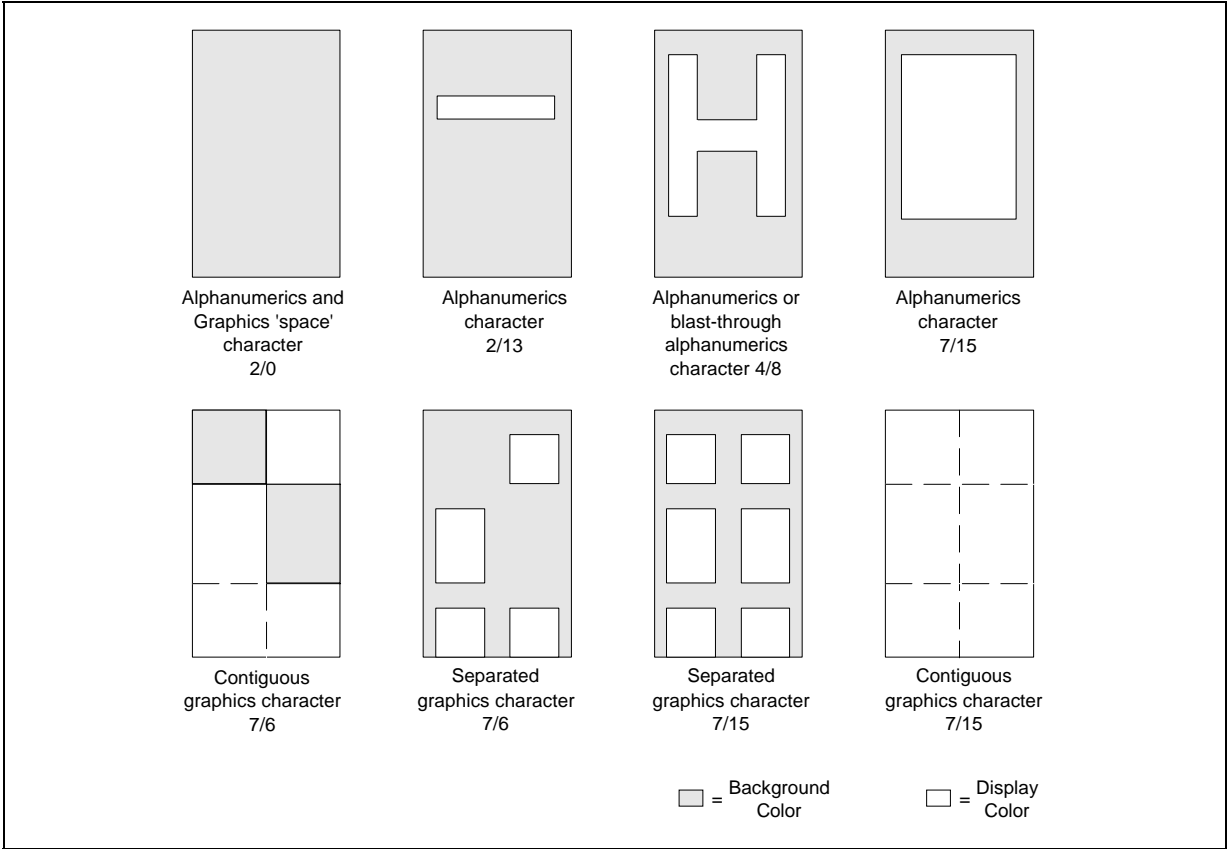 Alphanumerics and
Graphics 'space'
character
2/0
Alphanumerics
character
2/13
Alphanumerics or
blast-through
alphanumerics
character 4/8
Alphanumerics
character
7/15
Contiguous
graphics character
7/6
Separated
graphics character
7/6
Separated
graphics character
7/15
Contiguous
graphics character
7/15
= Background
Color
= Display
Color